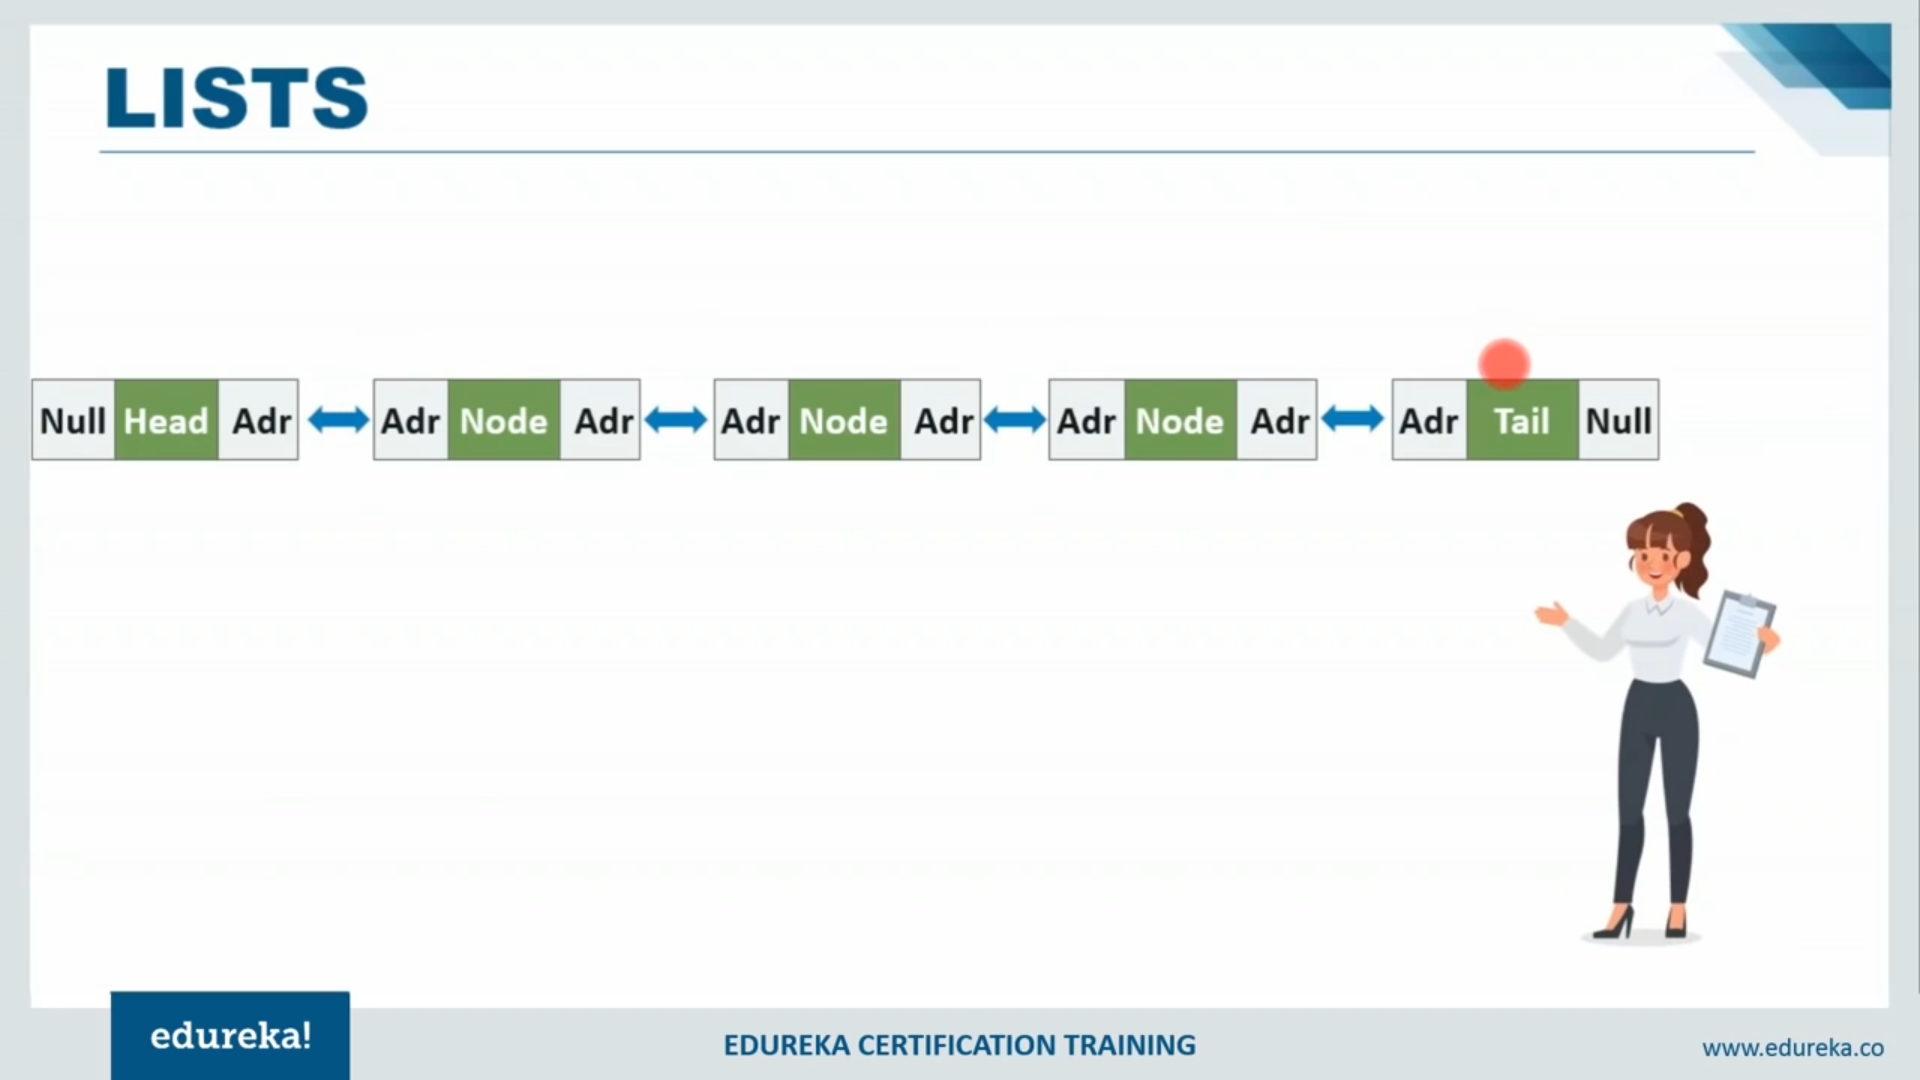 LISTS
Null Head Adr Adr Node Adr Adr Node Adr Adr Node Adr Adr Tail Null
edureka!
EDUREKA CERTIFICATION TRAINING
www.edureka.co